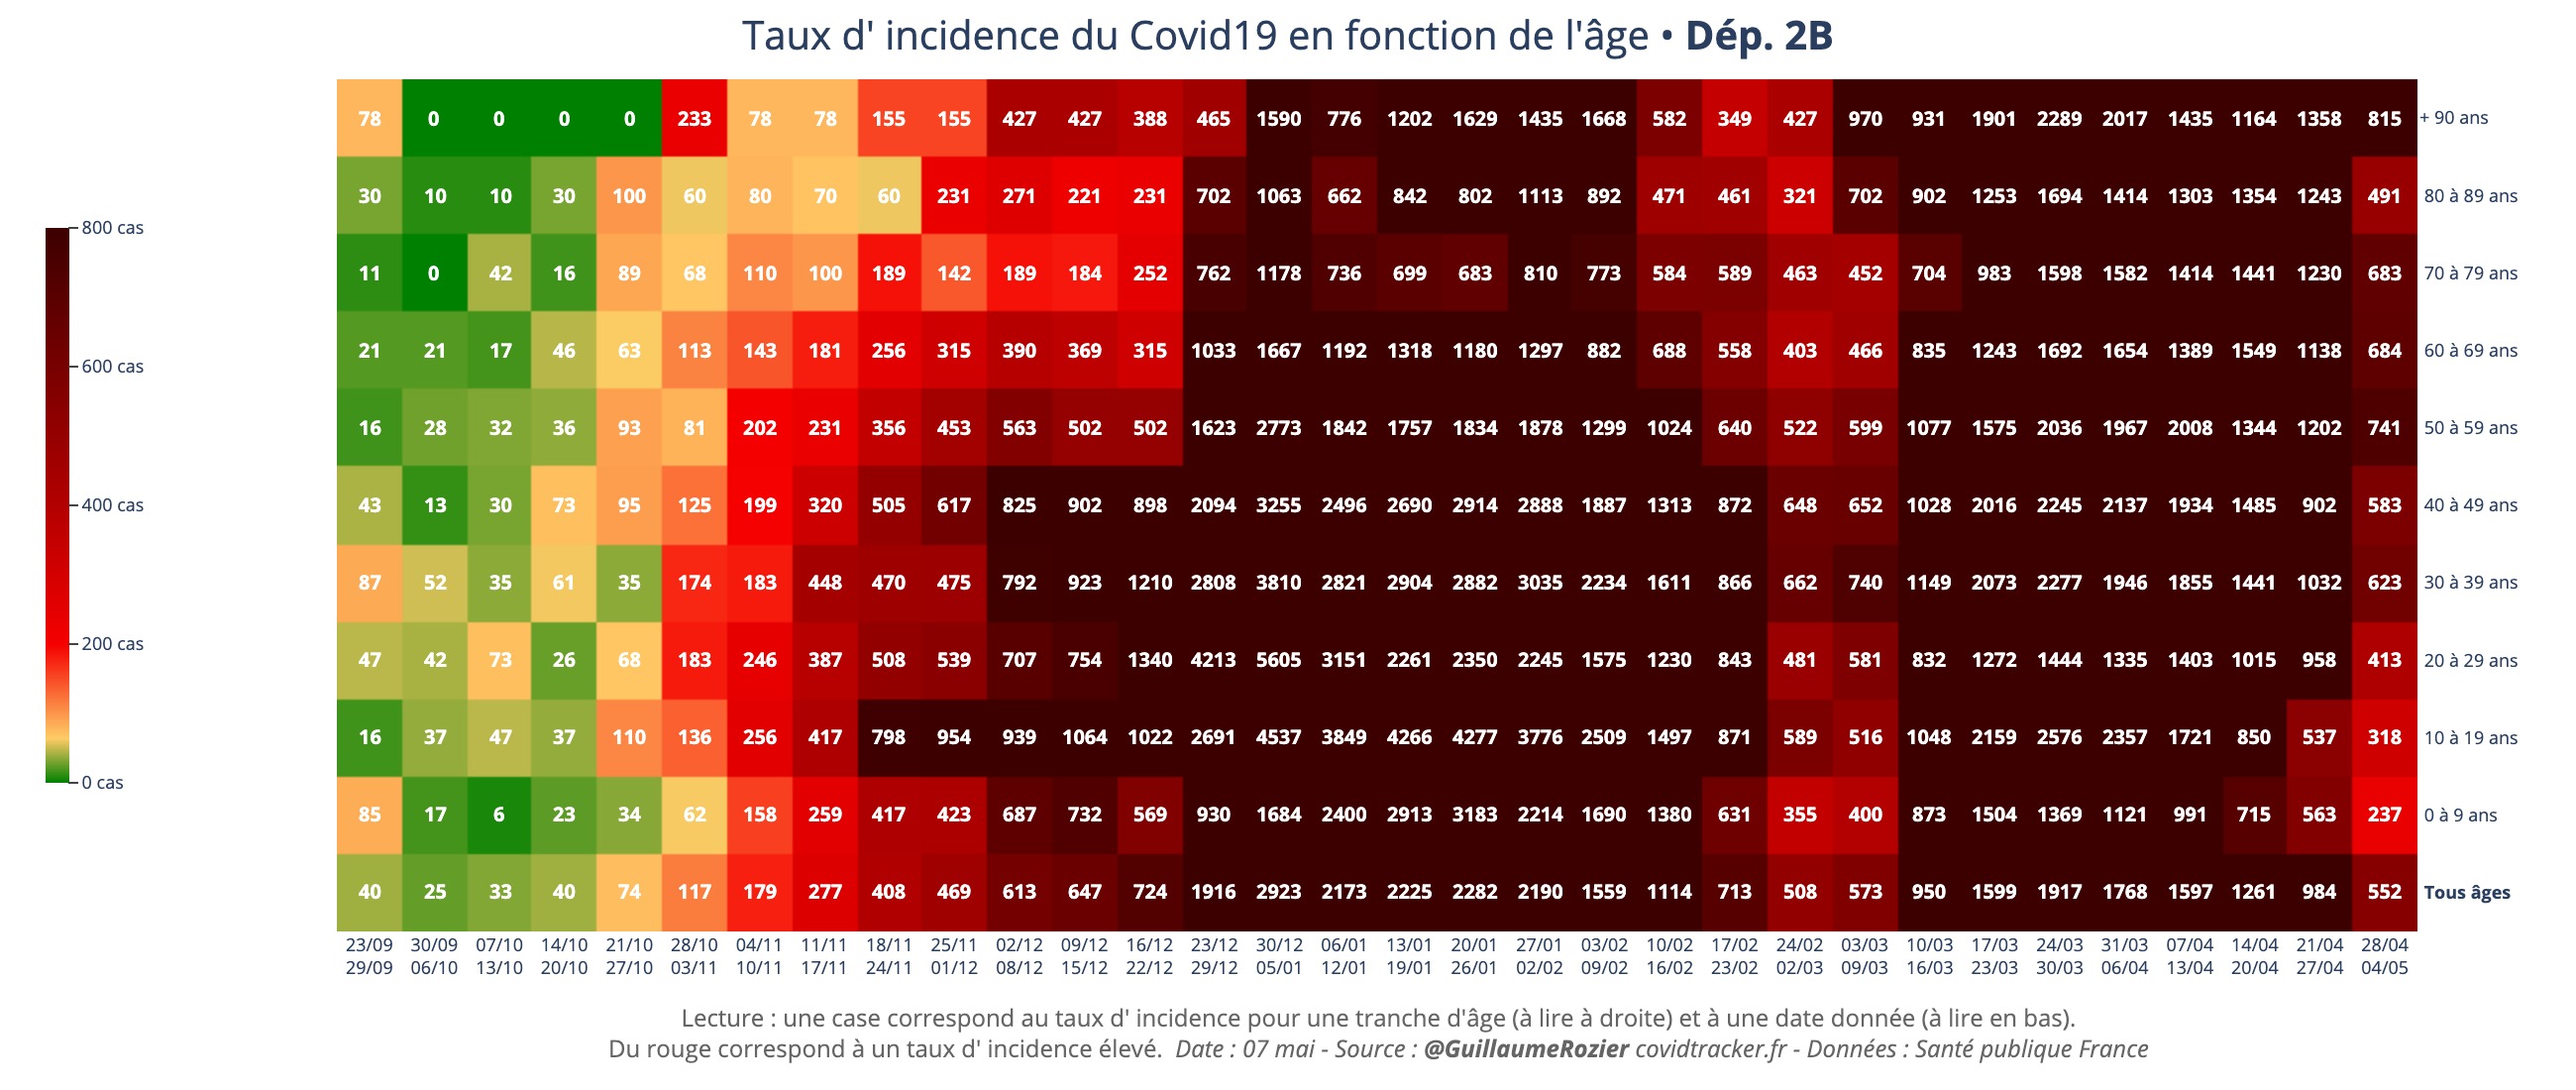 Taux d' incidence du Covid19 en fonction de l'âge • Dép. 2B
78 0 0 0 0 233 78 78 155 155 427 427 388 465 1590 776 1202 1629 1435 1668 582 349 427 970 931 1901 2289 2017 1435 1164 1358 815 + 90 ans
30 10 10 30 100 60 80 70 60 231 271 221 231 702 1063 662 842 802 1113 892 471 461 321 702 902 1253 1694 1414 1303 1354 1243 491 80 à 89 ans
800 cas
11 0 42 16 89 68 110 100 189 142 189 184 252 762 1178 736 699 683 810 773 584 589 463 452 704 983 1598 1582 1414 1441 1230 683 70 à 79 ans
21 21 17 46 63 113 143 181 256 315 390 369 315 1033 1667 1192 1318 1180 1297 882 688 558 403 466 835 1243 1692 1654 1389 1549 1138 684 60 à 69 ans
600 cas
16 28 32 36 93 81 202 231 356 453 563 502 502 1623 2773 1842 1757 1834 1878 1299 1024 640 522 599 1077 1575 2036 1967 2008 1344 1202 741 50 à 59 ans
400 cas
43 13 30 73 95 125 199 320 505 617 825 902 898 2094 3255 2496 2690 2914 2888 1887 1313 872 648 652 1028 2016 2245 2137 1934 1485 902 583 40 à 49 ans
87 52 35 61 35 174 183 448 470 475 792 923 1210 2808 3810 2821 2904 2882 3035 2234 1611 866 662 740 1149 2073 2277 1946 1855 1441 1032 623 30 à 39 ans
200 cas
47 42 73 26 68 183 246 387 508 539 707 754 1340 4213 5605 3151 2261 2350 2245 1575 1230 843 481 581 832 1272 1444 1335 1403 1015 958 413 20 à 29 ans
16 37 47 37 110 136 256 417 798 954 939 1064 1022 2691 4537 3849 4266 4277 3776 2509 1497 871 589 516 1048 2159 2576 2357 1721 850 537 318 10 à 19 ans
0 cas
85 17 6 23 34 62 158 259 417 423 687 732 569 930 1684 2400 2913 3183 2214 1690 1380 631 355 400 873 1504 1369 1121 991 715 563 237 0 à 9 ans
40 25 33 40 74 117 179 277 408 469 613 647 724 1916 2923 2173 2225 2282 2190 1559 1114 713 508 573 950 1599 1917 1768 1597 1261 984 552 Tous âges
23/09 30/09 07/10 14/10 21/10 28/10 04/11 11/11 18/11 25/11 02/12 09/12 16/12 23/12 30/12 06/01 13/01 20/01 27/01 03/02 10/02 17/02 24/02 03/03 10/03 17/03 24/03 31/03 07/04 14/04 21/04 28/04
29/09 06/10 13/10 20/10 27/10 03/11 10/11 17/11 24/11 01/12 08/12 15/12 22/12 29/12 05/01 12/01 19/01 26/01 02/02 09/02 16/02 23/02 02/03 09/03 16/03 23/03 30/03 06/04 13/04 20/04 27/04 04/05
Lecture : une case correspond au taux d' incidence pour une tranche d'âge (à lire à droite) et à une date donnée (à lire en bas).
Du rouge correspond à un taux d' incidence élevé. Date : 07 mai - Source : @GuillaumeRozier covidtracker.fr - Données : Santé publique France